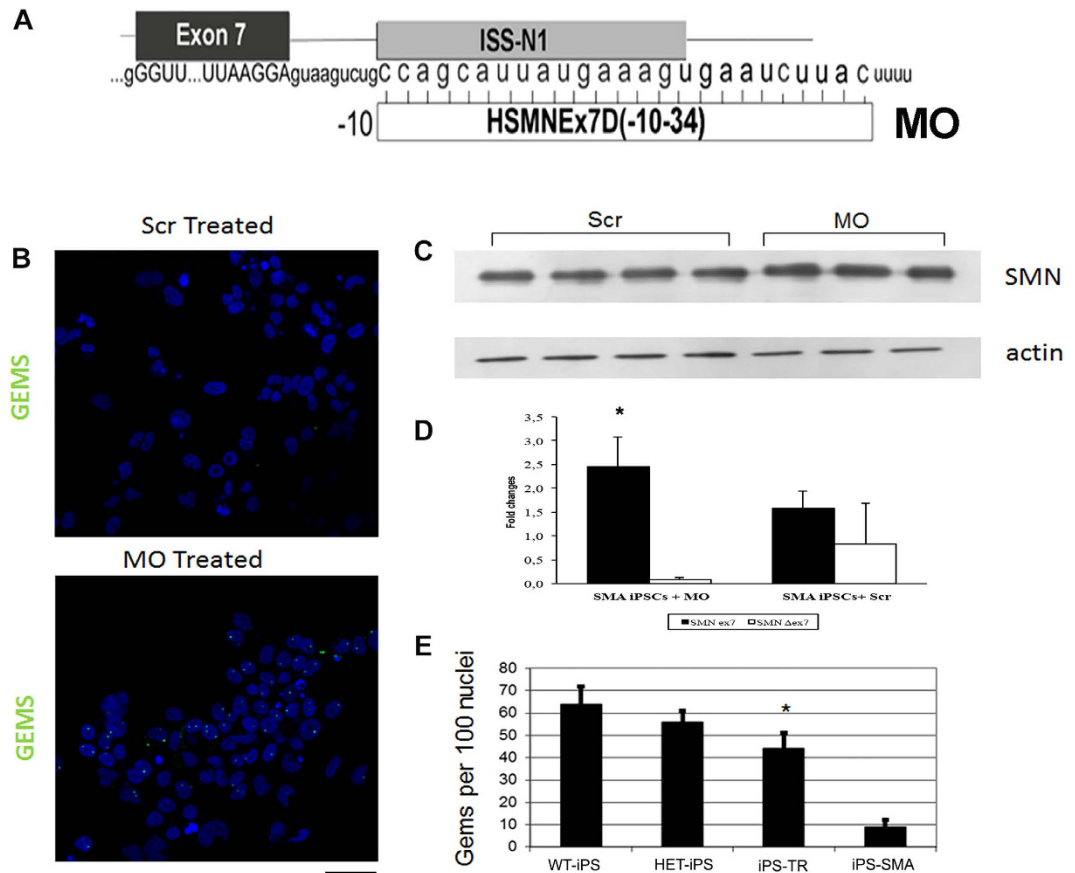 A
Exon 7
ISS-N1
...gGGUU...UUAAGGAguaagucugCcagcauuaugaaagugaaucuuacuuuu
-10
HSMNEx7D(-10-34)
MO
B
Scr Treated
GEMS
MO Treated
GEMS
C
Scr
MO
SMN
actin
D
*
3,5
3,0
2,5
2,0
1,5
1,0
0,5
0,0
Fold changes
SMA iPSCs + MO
SMA iPSCs+ Scr
SMN ex7
SMN Δex7
E
80
70
60
50
40
30
20
10
0
Gems per 100 nuclei
*
WT-iPS
HET-iPS
iPS-TR
iPS-SMA